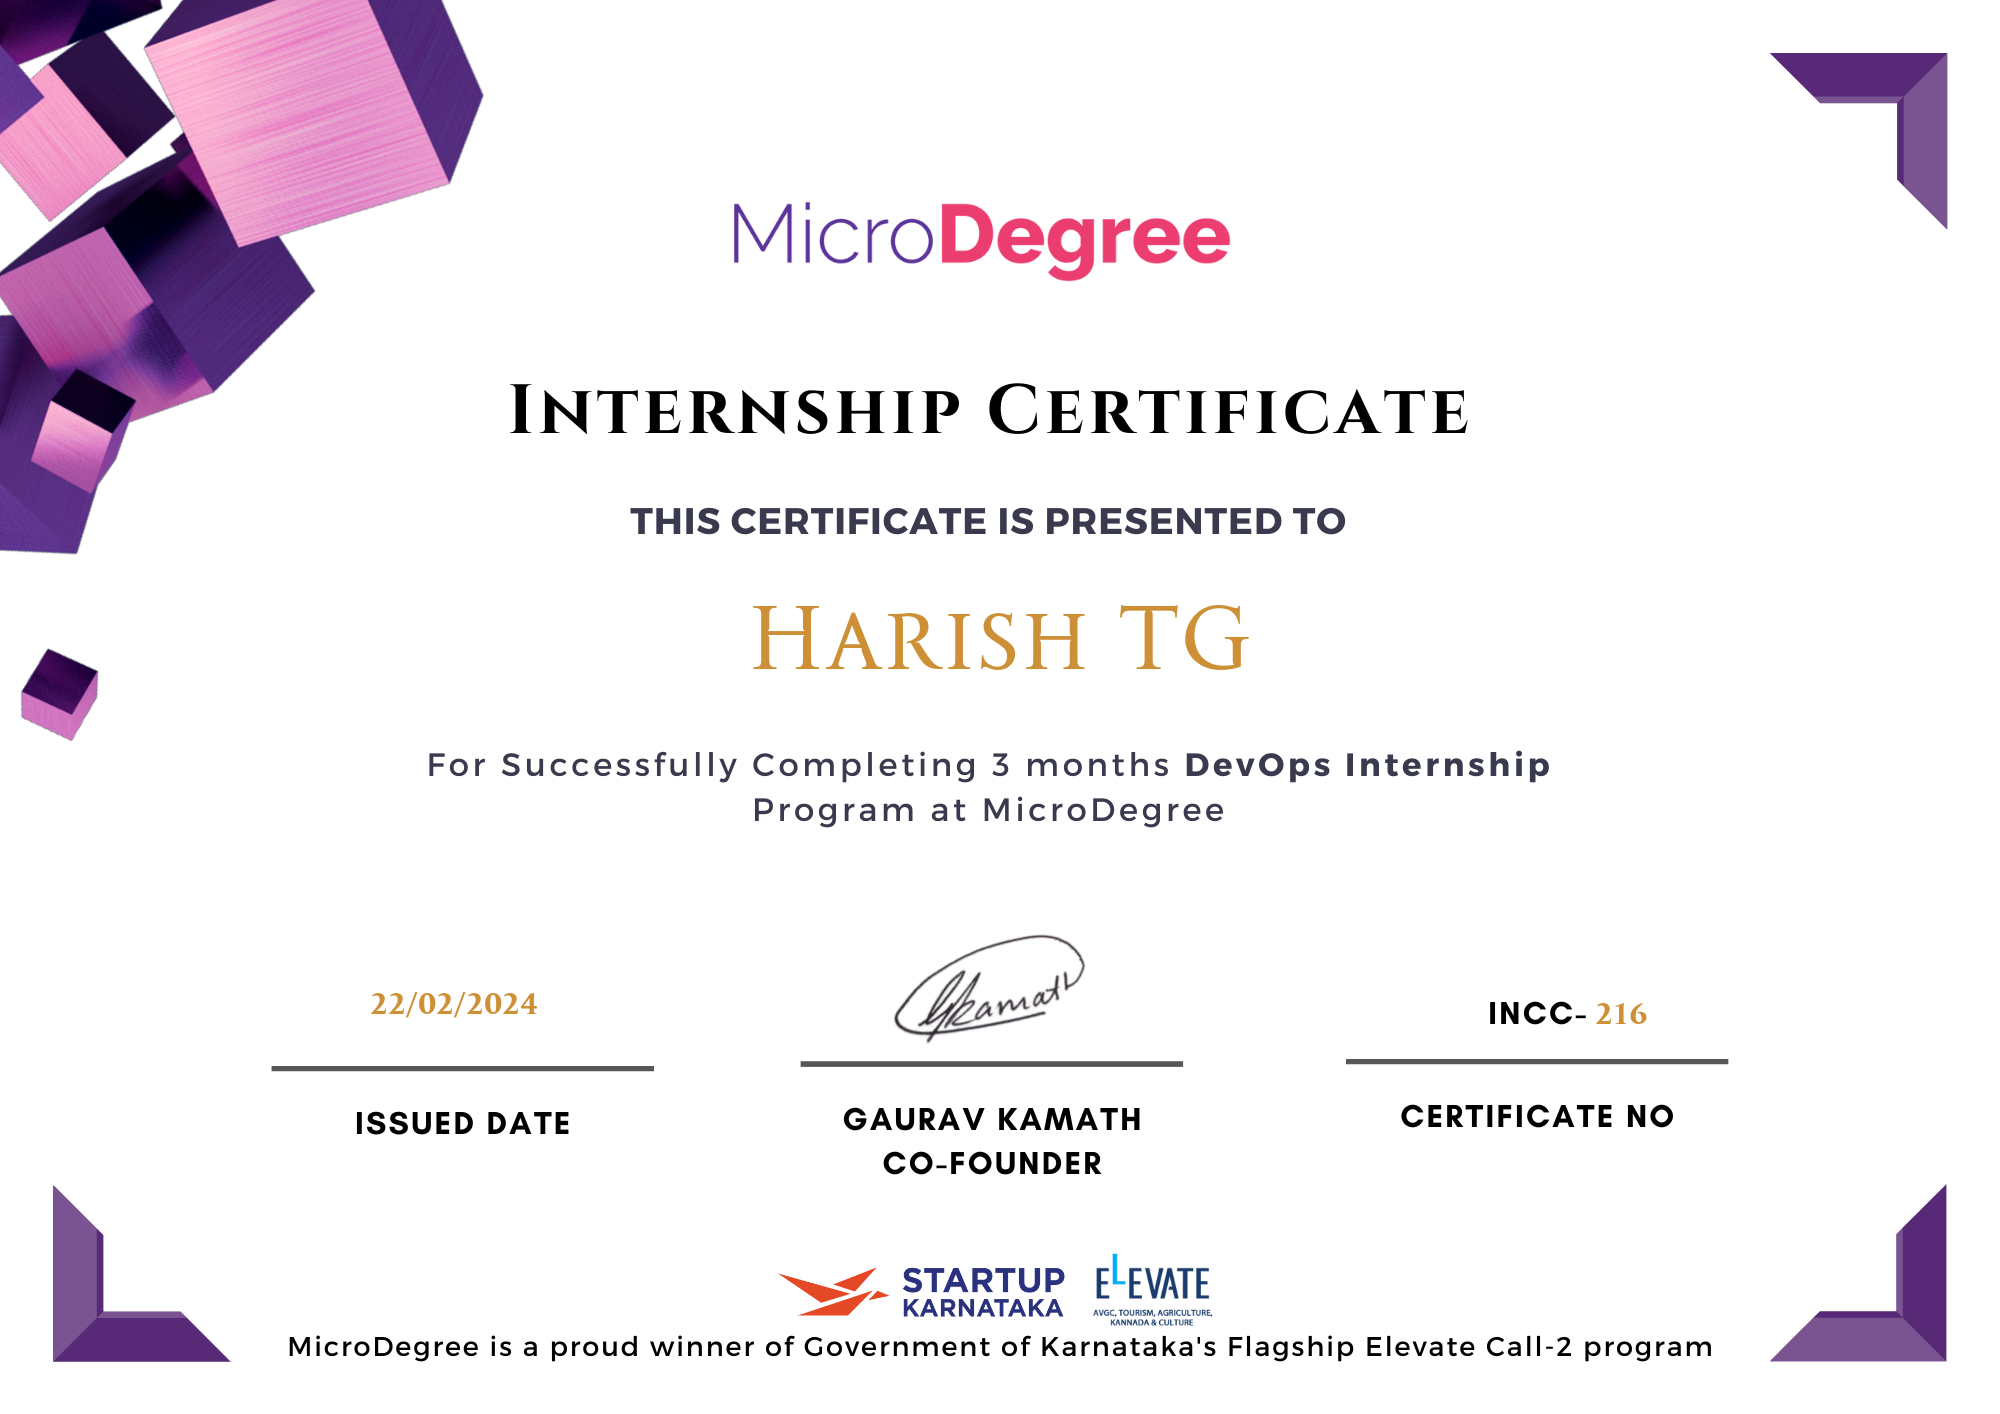 MicroDegree
INTERNSHIP CERTIFICATE
THIS CERTIFICATE IS PRESENTED TO
HARISH TG
For Successfully Completing 3 months DevOps Internship
Program at MicroDegree
22/02/2024
GKamath
INCC- 216
ISSUED DATE
GAURAV KAMATH
CO-FOUNDER
CERTIFICATE NO
STARTUP
KARNATAKA
ELEVATE
AVGC, TOURISM, AGRICULTURE,
KANNADA & CULTURE
MicroDegree is a proud winner of Government of Karnataka's Flagship Elevate Call-2 program